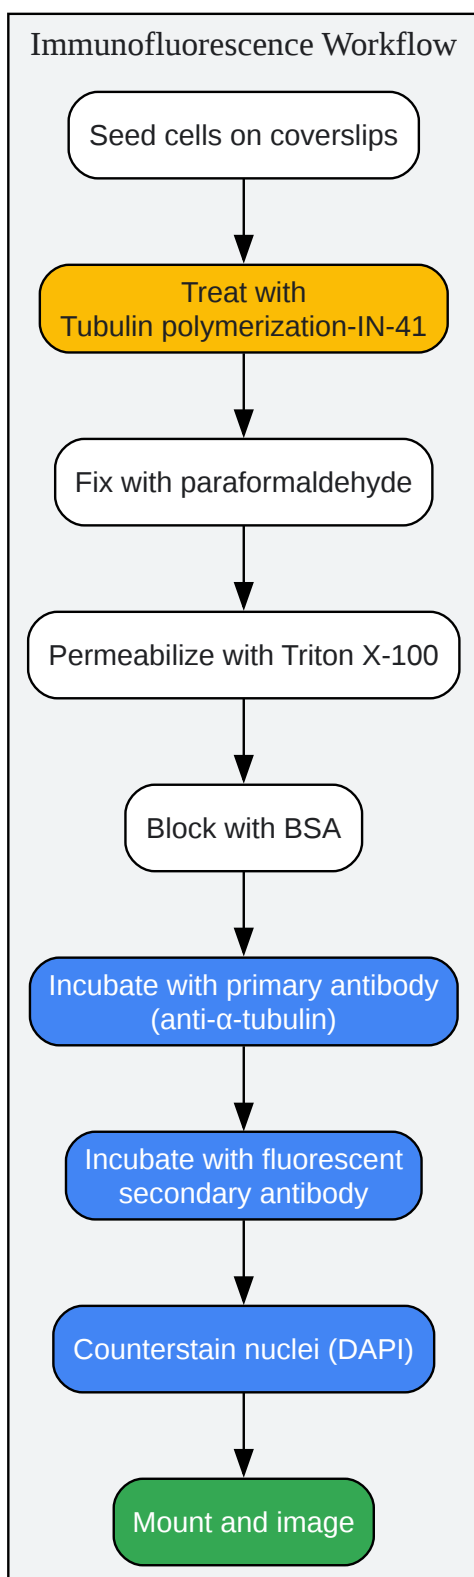 Immunofluorescence Workflow
Seed cells on coverslips
Treat with
Tubulin polymerization-IN-41
Fix with paraformaldehyde
Permeabilize with Triton X-100
Block with BSA
Incubate with primary antibody
(anti-α-tubulin)
Incubate with fluorescent
secondary antibody
Counterstain nuclei (DAPI)
Mount and image